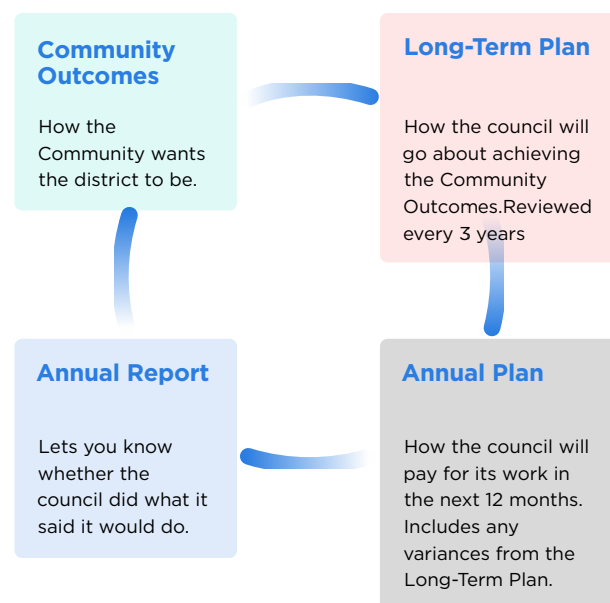 Community
Outcomes
How the
Community wants
the district to be.
Long-Term Plan
How the council will
go about achieving
the Community
Outcomes.Reviewed
every 3 years
Annual Report
Lets you know
whether the
council did what it
said it would do.
Annual Plan
How the council will
pay for its work in
the next 12 months.
Includes any
variances from the
Long-Term Plan.